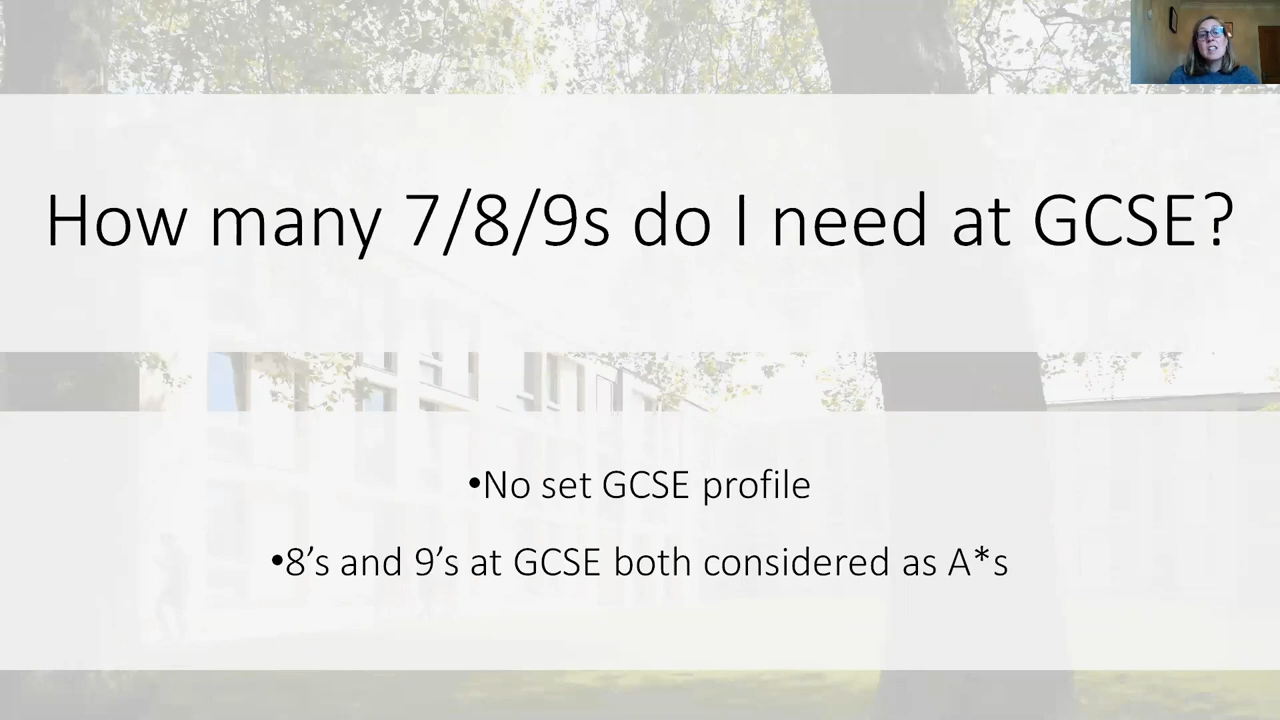 How many 7/8/9s do I need at GCSE?
•No set GCSE profile
•8’s and 9’s at GCSE both considered as A*s